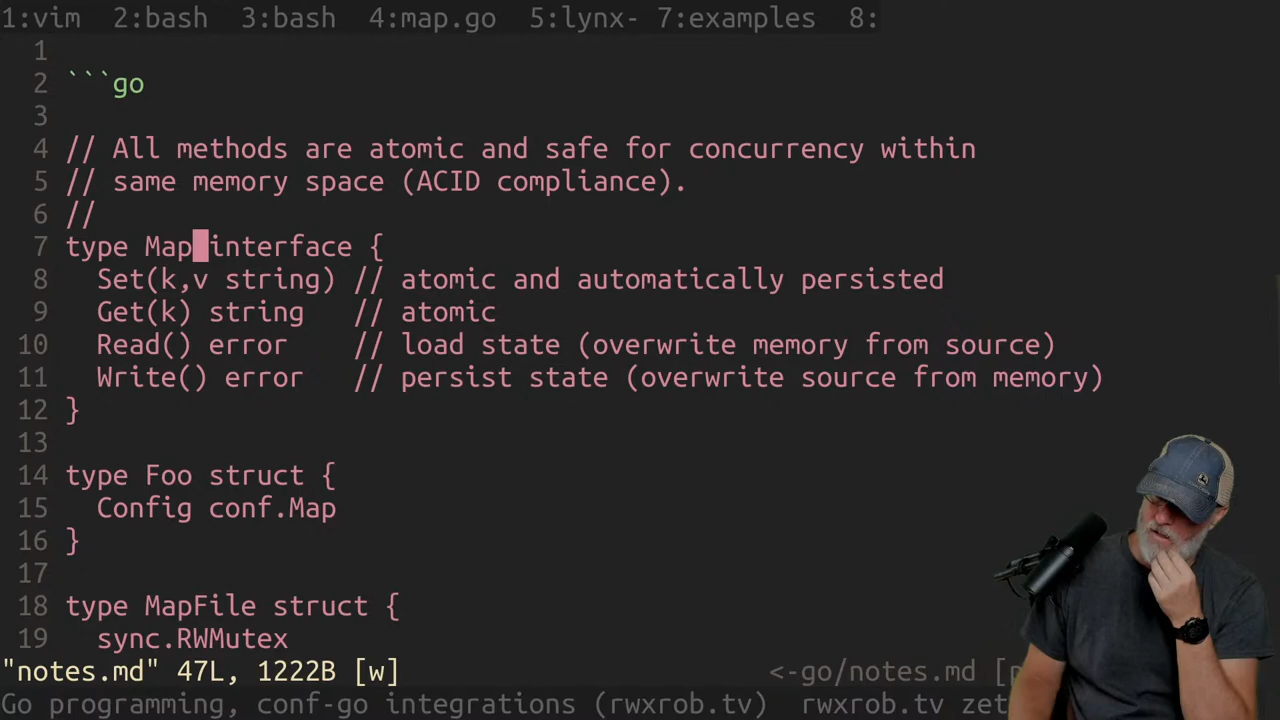 1:vim 2:bash 3:bash 4:map.go 5:lynx- 7:examples 8:
1
2 ```go
3
4 // All methods are atomic and safe for concurrency within
5 // same memory space (ACID compliance).
6 //
7 type Map interface {
8 Set(k,v string) // atomic and automatically persisted
9 Get(k) string // atomic
10 Read() error // load state (overwrite memory from source)
11 Write() error // persist state (overwrite source from memory)
12 }
13
14 type Foo struct {
15 Config conf.Map
16 }
17
18 type MapFile struct {
19 sync.RWMutex
"notes.md" 47L, 1222B [w] <-go/notes.md [
Go programming, conf-go integrations (rwxrob.tv) rwxrob.tv zet